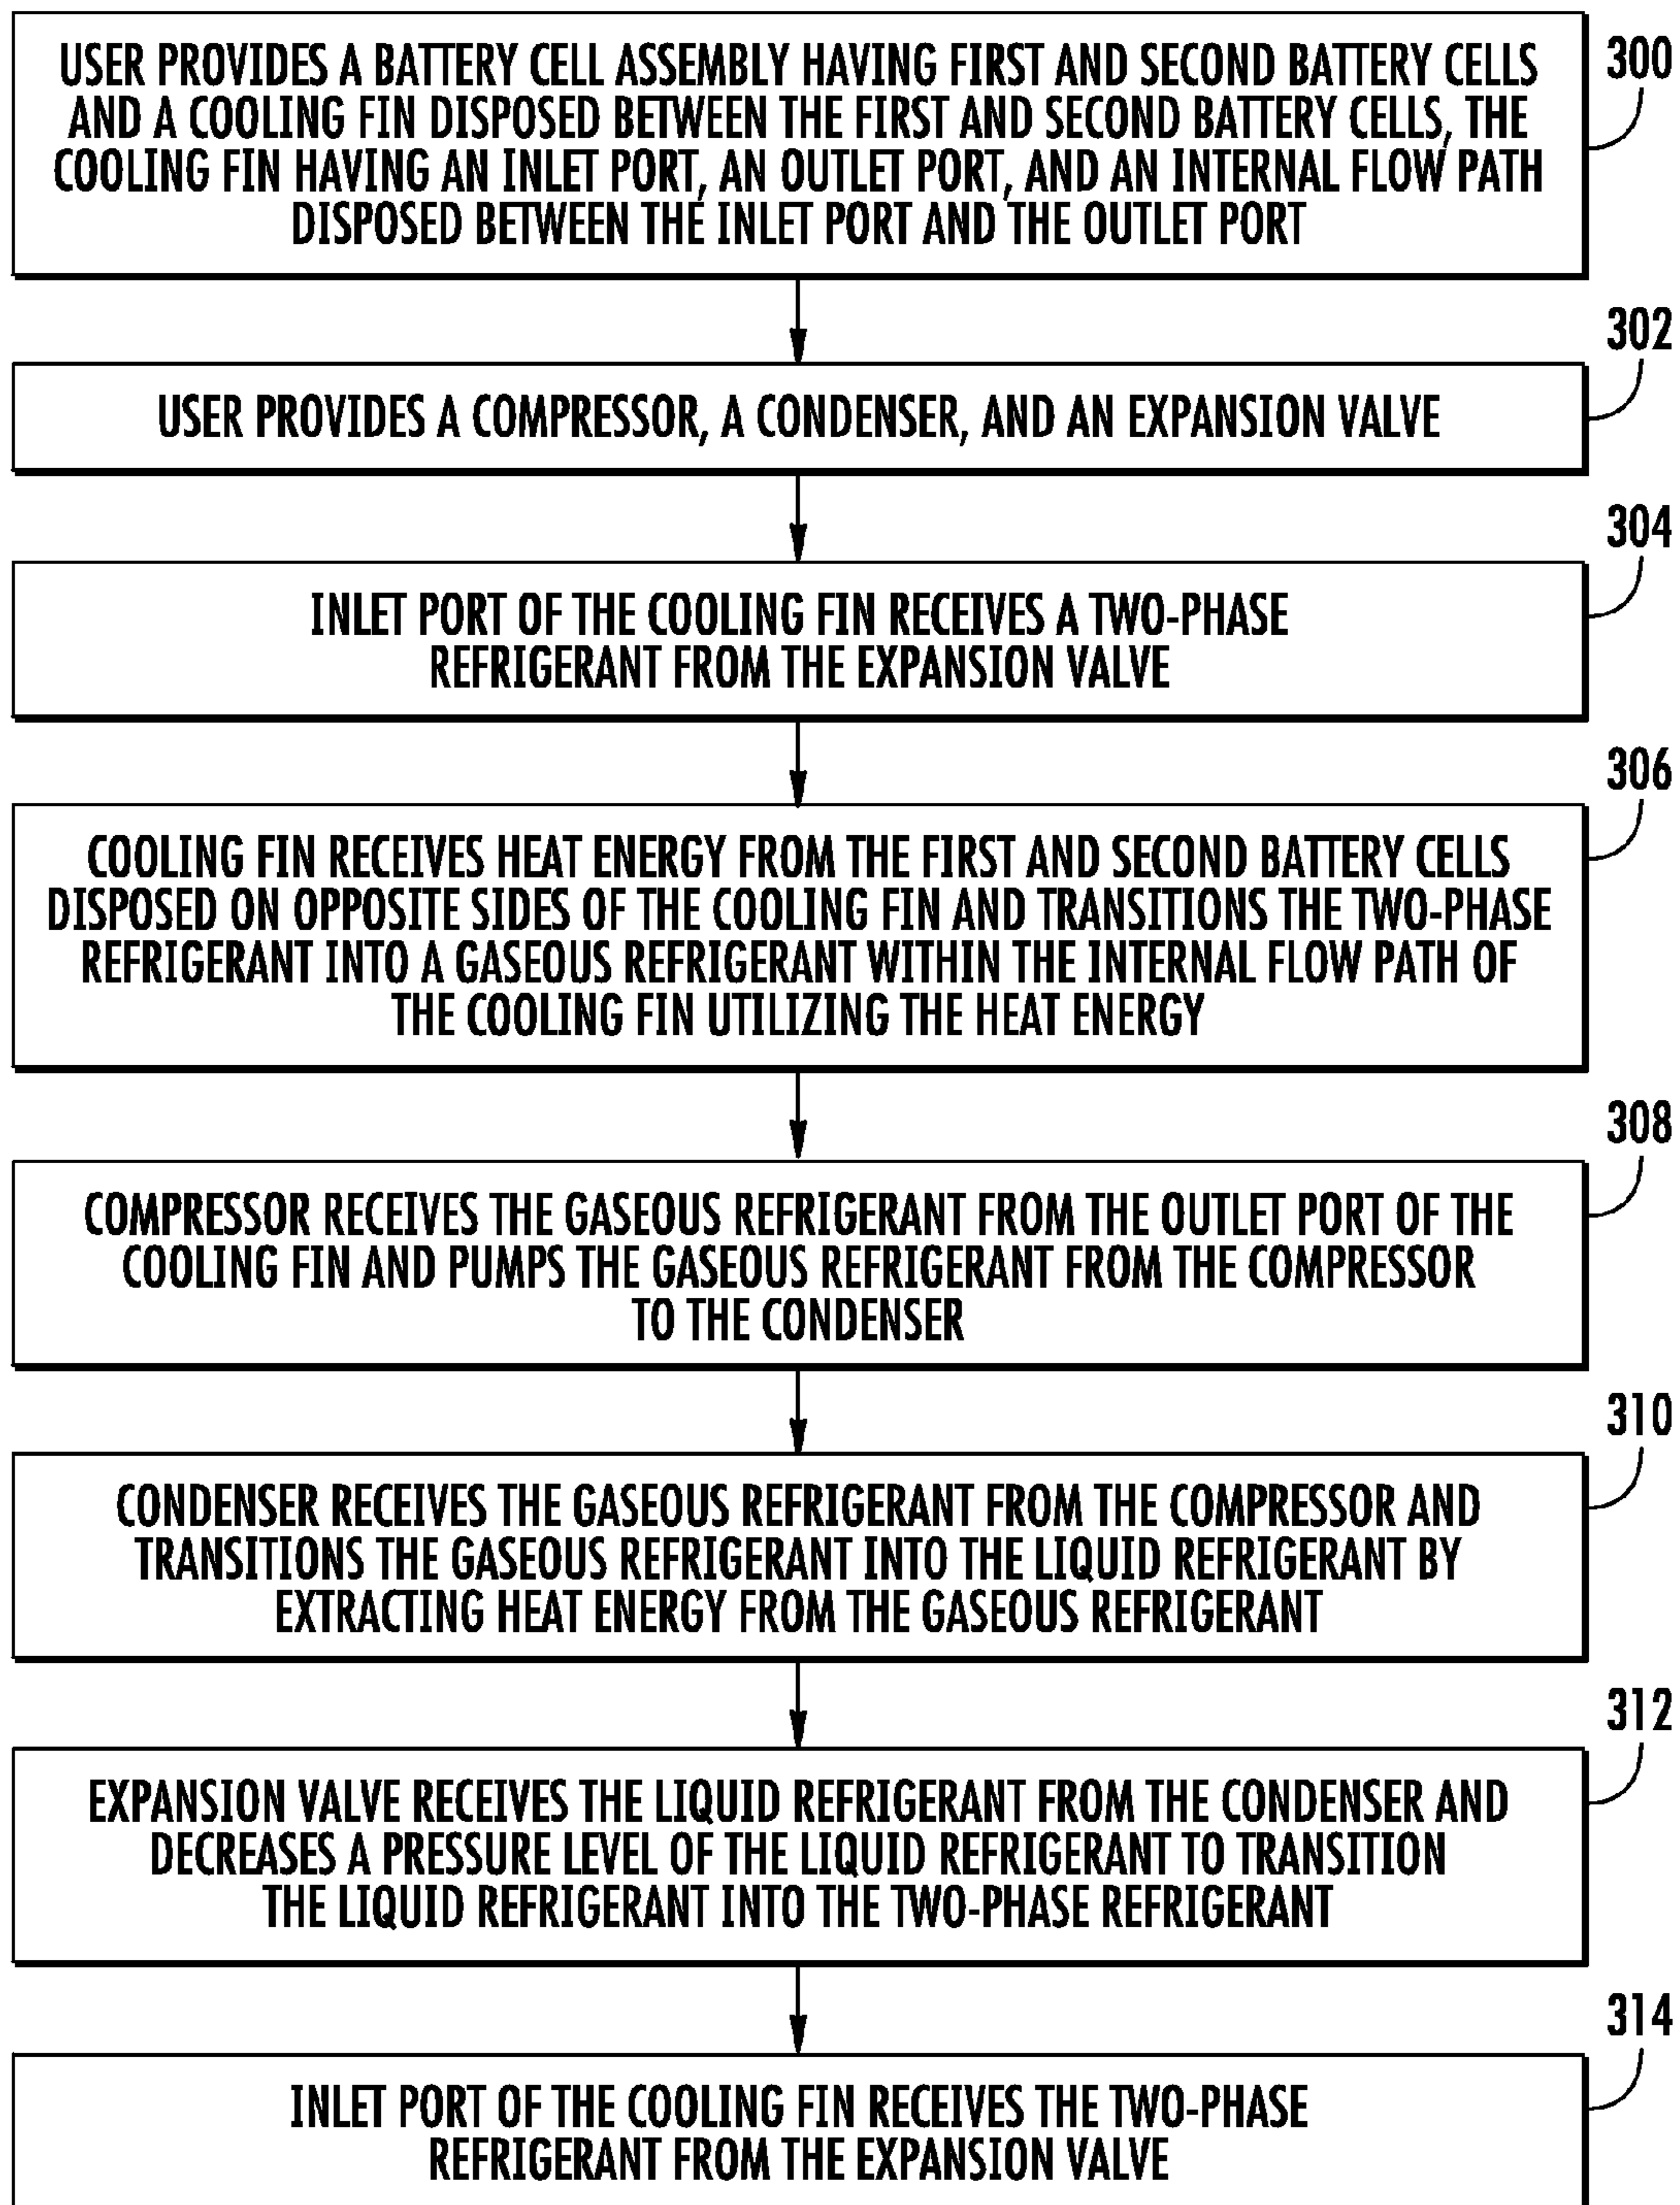 USER PROVIDES A BATTERY CELL ASSEMBLY HAVING FIRST AND SECOND BATTERY CELLS
AND A COOLING FIN DISPOSED BETWEEN THE FIRST AND SECOND BATTERY CELLS, THE
COOLING FIN HAVING AN INLET PORT, AN OUTLET PORT, AND AN INTERNAL FLOW PATH
DISPOSED BETWEEN THE INLET PORT AND THE OUTLET PORT
300
USER PROVIDES A COMPRESSOR, A CONDENSER, AND AN EXPANSION VALVE
302
INLET PORT OF THE COOLING FIN RECEIVES A TWO-PHASE
REFRIGERANT FROM THE EXPANSION VALVE
304
COOLING FIN RECEIVES HEAT ENERGY FROM THE FIRST AND SECOND BATTERY CELLS
DISPOSED ON OPPOSITE SIDES OF THE COOLING FIN AND TRANSITIONS THE TWO-PHASE
REFRIGERANT INTO A GASEOUS REFRIGERANT WITHIN THE INTERNAL FLOW PATH OF
THE COOLING FIN UTILIZING THE HEAT ENERGY
306
COMPRESSOR RECEIVES THE GASEOUS REFRIGERANT FROM THE OUTLET PORT OF THE
COOLING FIN AND PUMPS THE GASEOUS REFRIGERANT FROM THE COMPRESSOR
TO THE CONDENSER
308
CONDENSER RECEIVES THE GASEOUS REFRIGERANT FROM THE COMPRESSOR AND
TRANSITIONS THE GASEOUS REFRIGERANT INTO THE LIQUID REFRIGERANT BY
EXTRACTING HEAT ENERGY FROM THE GASEOUS REFRIGERANT
310
EXPANSION VALVE RECEIVES THE LIQUID REFRIGERANT FROM THE CONDENSER AND
DECREASES A PRESSURE LEVEL OF THE LIQUID REFRIGERANT TO TRANSITION
THE LIQUID REFRIGERANT INTO THE TWO-PHASE REFRIGERANT
312
INLET PORT OF THE COOLING FIN RECEIVES THE TWO-PHASE
REFRIGERANT FROM THE EXPANSION VALVE
314